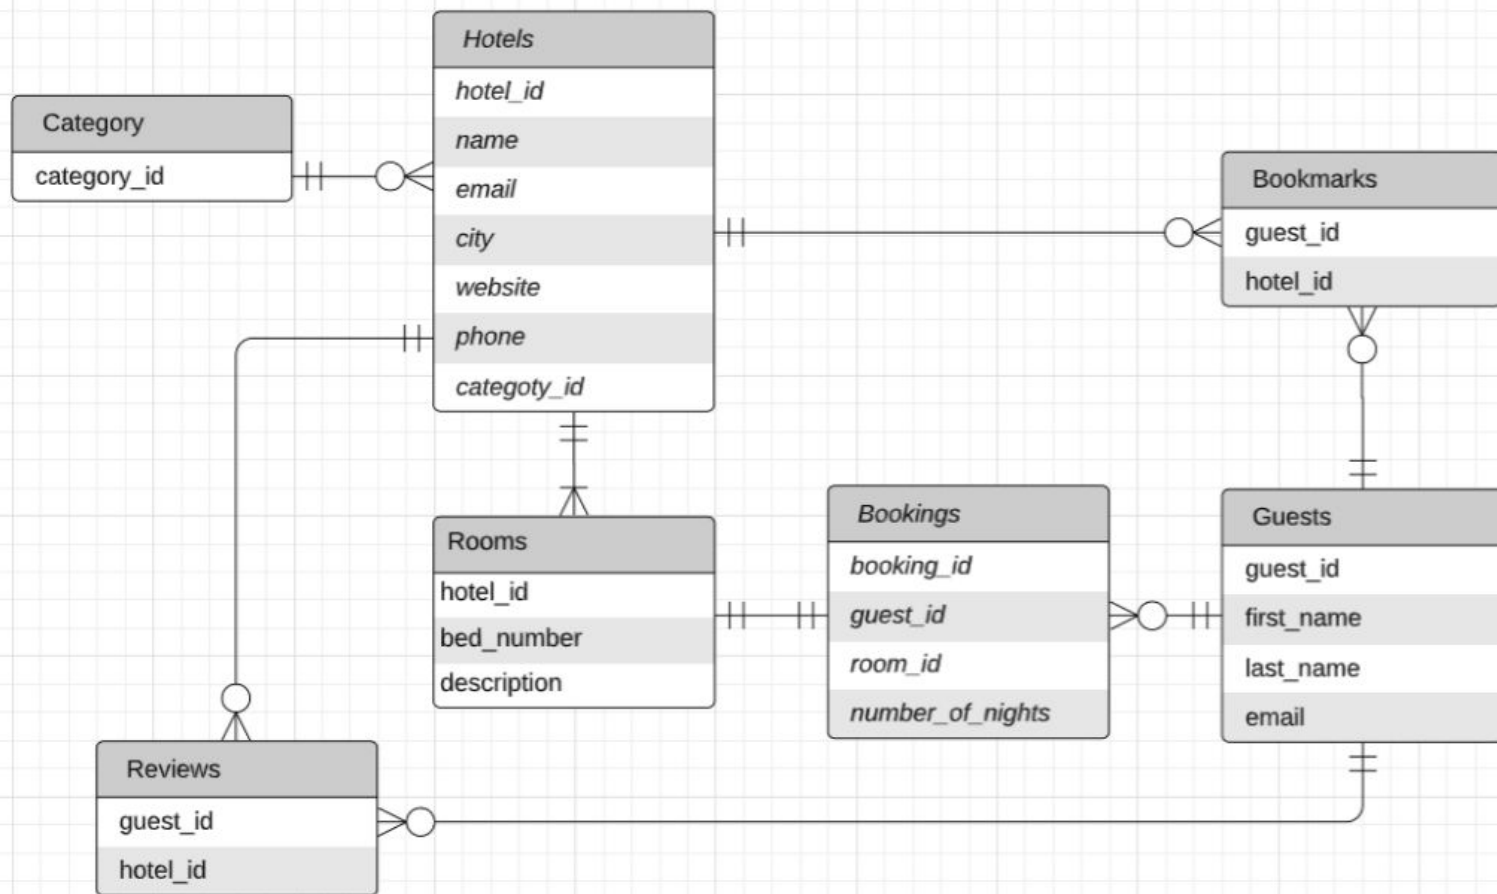 Hotels
hotel_id
name
email
city
website
phone
categoty_id
Category
category_id
Bookmarks
guest_id
hotel_id
Rooms
hotel_id
bed_number
description
Bookings
booking_id
guest_id
room_id
number_of_nights
Guests
guest_id
first_name
last_name
email
Reviews
guest_id
hotel_id